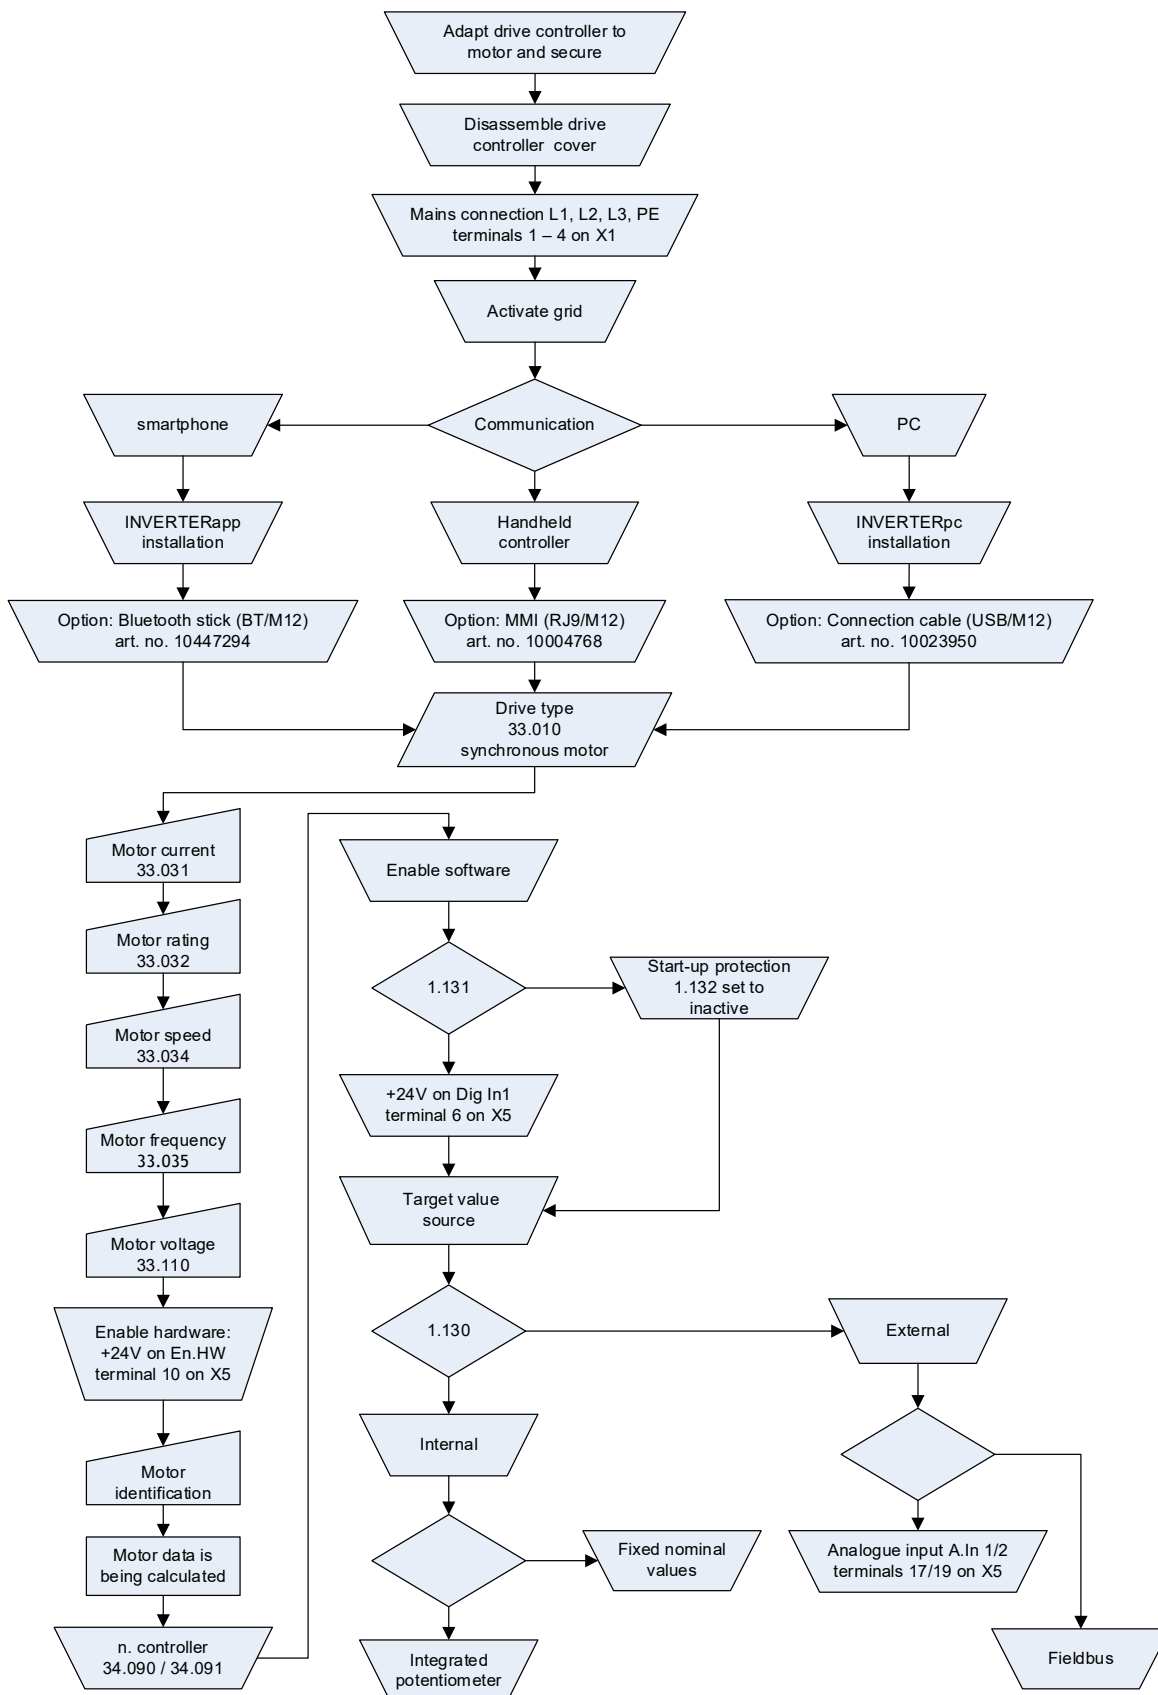 Adapt drive controller to
motor and secure
Disassemble drive
controller cover
Mains connection L1, L2, L3, PE
terminals 1 – 4 on X1
Activate grid
smartphone
Communication
PC
INVERTERapp
installation
Handheld
controller
INVERTERpc
installation
Option: Bluetooth stick (BT/M12)
art. no. 10447294
Option: MMI (RJ9/M12)
art. no. 10004768
Option: Connection cable (USB/M12)
art. no. 10023950
Drive type
33.010
synchronous motor
Motor current
33.031
Motor rating
33.032
Motor speed
33.034
Motor frequency
33.035
Motor voltage
33.110
Enable hardware:
+24V on En.HW
terminal 10 on X5
Motor
identification
Motor data is
being calculated
n. controller
34.090 / 34.091
Enable software
1.131
Start-up protection
1.132 set to
inactive
+24V on Dig In1
terminal 6 on X5
Target value
source
1.130
External
Internal
Fixed nominal
values
Integrated
potentiometer
Analogue input A.In 1/2
terminals 17/19 on X5
Fieldbus